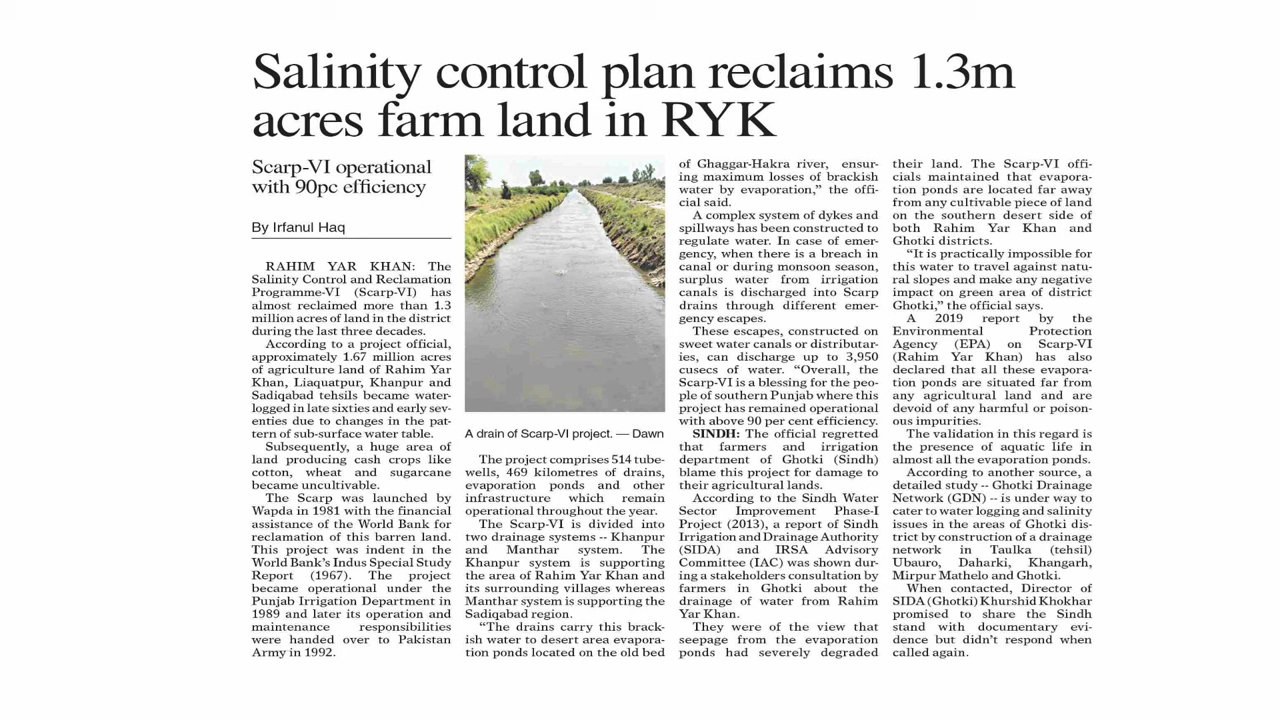 Salinity control plan reclaims 1.3m
acres farm land in RYK
Scarp-VI operational
with 90pc efficiency
By Irfanul Haq
RAHIM YAR KHAN: The
Salinity Control and Reclamation
Programme-VI (Scarp-VI) has
almost reclaimed more than 1.3
million acres of land in the district
during the last three decades.
According to a project official,
approximately 1.67 million acres
of agriculture land of Rahim Yar
Khan, Liaquatpur, Khanpur and
Sadiqabad tehsils became water-
logged in late sixties and early sev-
enties due to changes in the pat-
tern of sub-surface water table.
Subsequently, a huge area of
land producing cash crops like
cotton, wheat and sugarcane
became uncultivable.
The Scarp was launched by
Wapda in 1981 with the financial
assistance of the World Bank for
reclamation of this barren land.
This project was indent in the
World Bank's Indus Special Study
Report (1967). The project
became operational under the
Punjab Irrigation Department in
1989 and later its operation and
maintenance responsibilities
were handed over to Pakistan
Army in 1992.
A drain of Scarp-VI project. — Dawn
The project comprises 514 tube-
wells, 469 kilometres of drains,
evaporation ponds and other
infrastructure which remain
operational throughout the year.
The Scarp-VI is divided into
two drainage systems -- Khanpur
and Manthar system. The
Khanpur system is supporting
the area of Rahim Yar Khan and
its surrounding villages whereas
Manthar system is supporting the
Sadiqabad region.
“The drains carry this brack-
ish water to desert area evapora-
tion ponds located on the old bed
of Ghaggar-Hakra river, ensur-
ing maximum losses of brackish
water by evaporation,” the offi-
cial said.
A complex system of dykes and
spillways has been constructed to
regulate water. In case of emer-
gency, when there is a breach in
canal or during monsoon season,
surplus water from irrigation
canals is discharged into Scarp
drains through different emer-
gency escapes.
These escapes, constructed on
sweet water canals or distributar-
ies, can discharge up to 3,950
cusecs of water. “Overall, the
Scarp-VI is a blessing for the peo-
ple of southern Punjab where this
project has remained operational
with above 90 per cent efficiency.
SINDH: The official regretted
that farmers and irrigation
department of Ghotki (Sindh)
blame this project for damage to
their agricultural lands.
According to the Sindh Water
Sector Improvement Phase-I
Project (2013), a report of Sindh
Irrigation and Drainage Authority
(SIDA) and IRSA Advisory
Committee (IAC) was shown dur-
ing a stakeholders consultation by
farmers in Ghotki about the
drainage of water from Rahim
Yar Khan.
They were of the view that
seepage from the evaporation
ponds had severely degraded
their land. The Scarp-VI offi-
cials maintained that evapora-
tion ponds are located far away
from any cultivable piece of land
on the southern desert side of
both Rahim Yar Khan and
Ghotki districts.
“It is practically impossible for
this water to travel against natu-
ral slopes and make any negative
impact on green area of district
Ghotki,” the official says.
A 2019 report by the
Environmental Protection
Agency (EPA) on Scarp-VI
(Rahim Yar Khan) has also
declared that all these evapora-
tion ponds are situated far from
any agricultural land and are
devoid of any harmful or poison-
ous impurities.
The validation in this regard is
the presence of aquatic life in
almost all the evaporation ponds.
According to another source, a
detailed study -- Ghotki Drainage
Network (GDN) -- is under way to
cater to water logging and salinity
issues in the areas of Ghotki dis-
trict by construction of a drainage
network in Taulka (tehsil)
Ubauro, Daharki, Khangarh,
Mirpur Mathelo and Ghotki.
When contacted, Director of
SIDA (Ghotki) Khurshid Khokhar
promised to share the Sindh
stand with documentary evi-
dence but didn't respond when
called again.